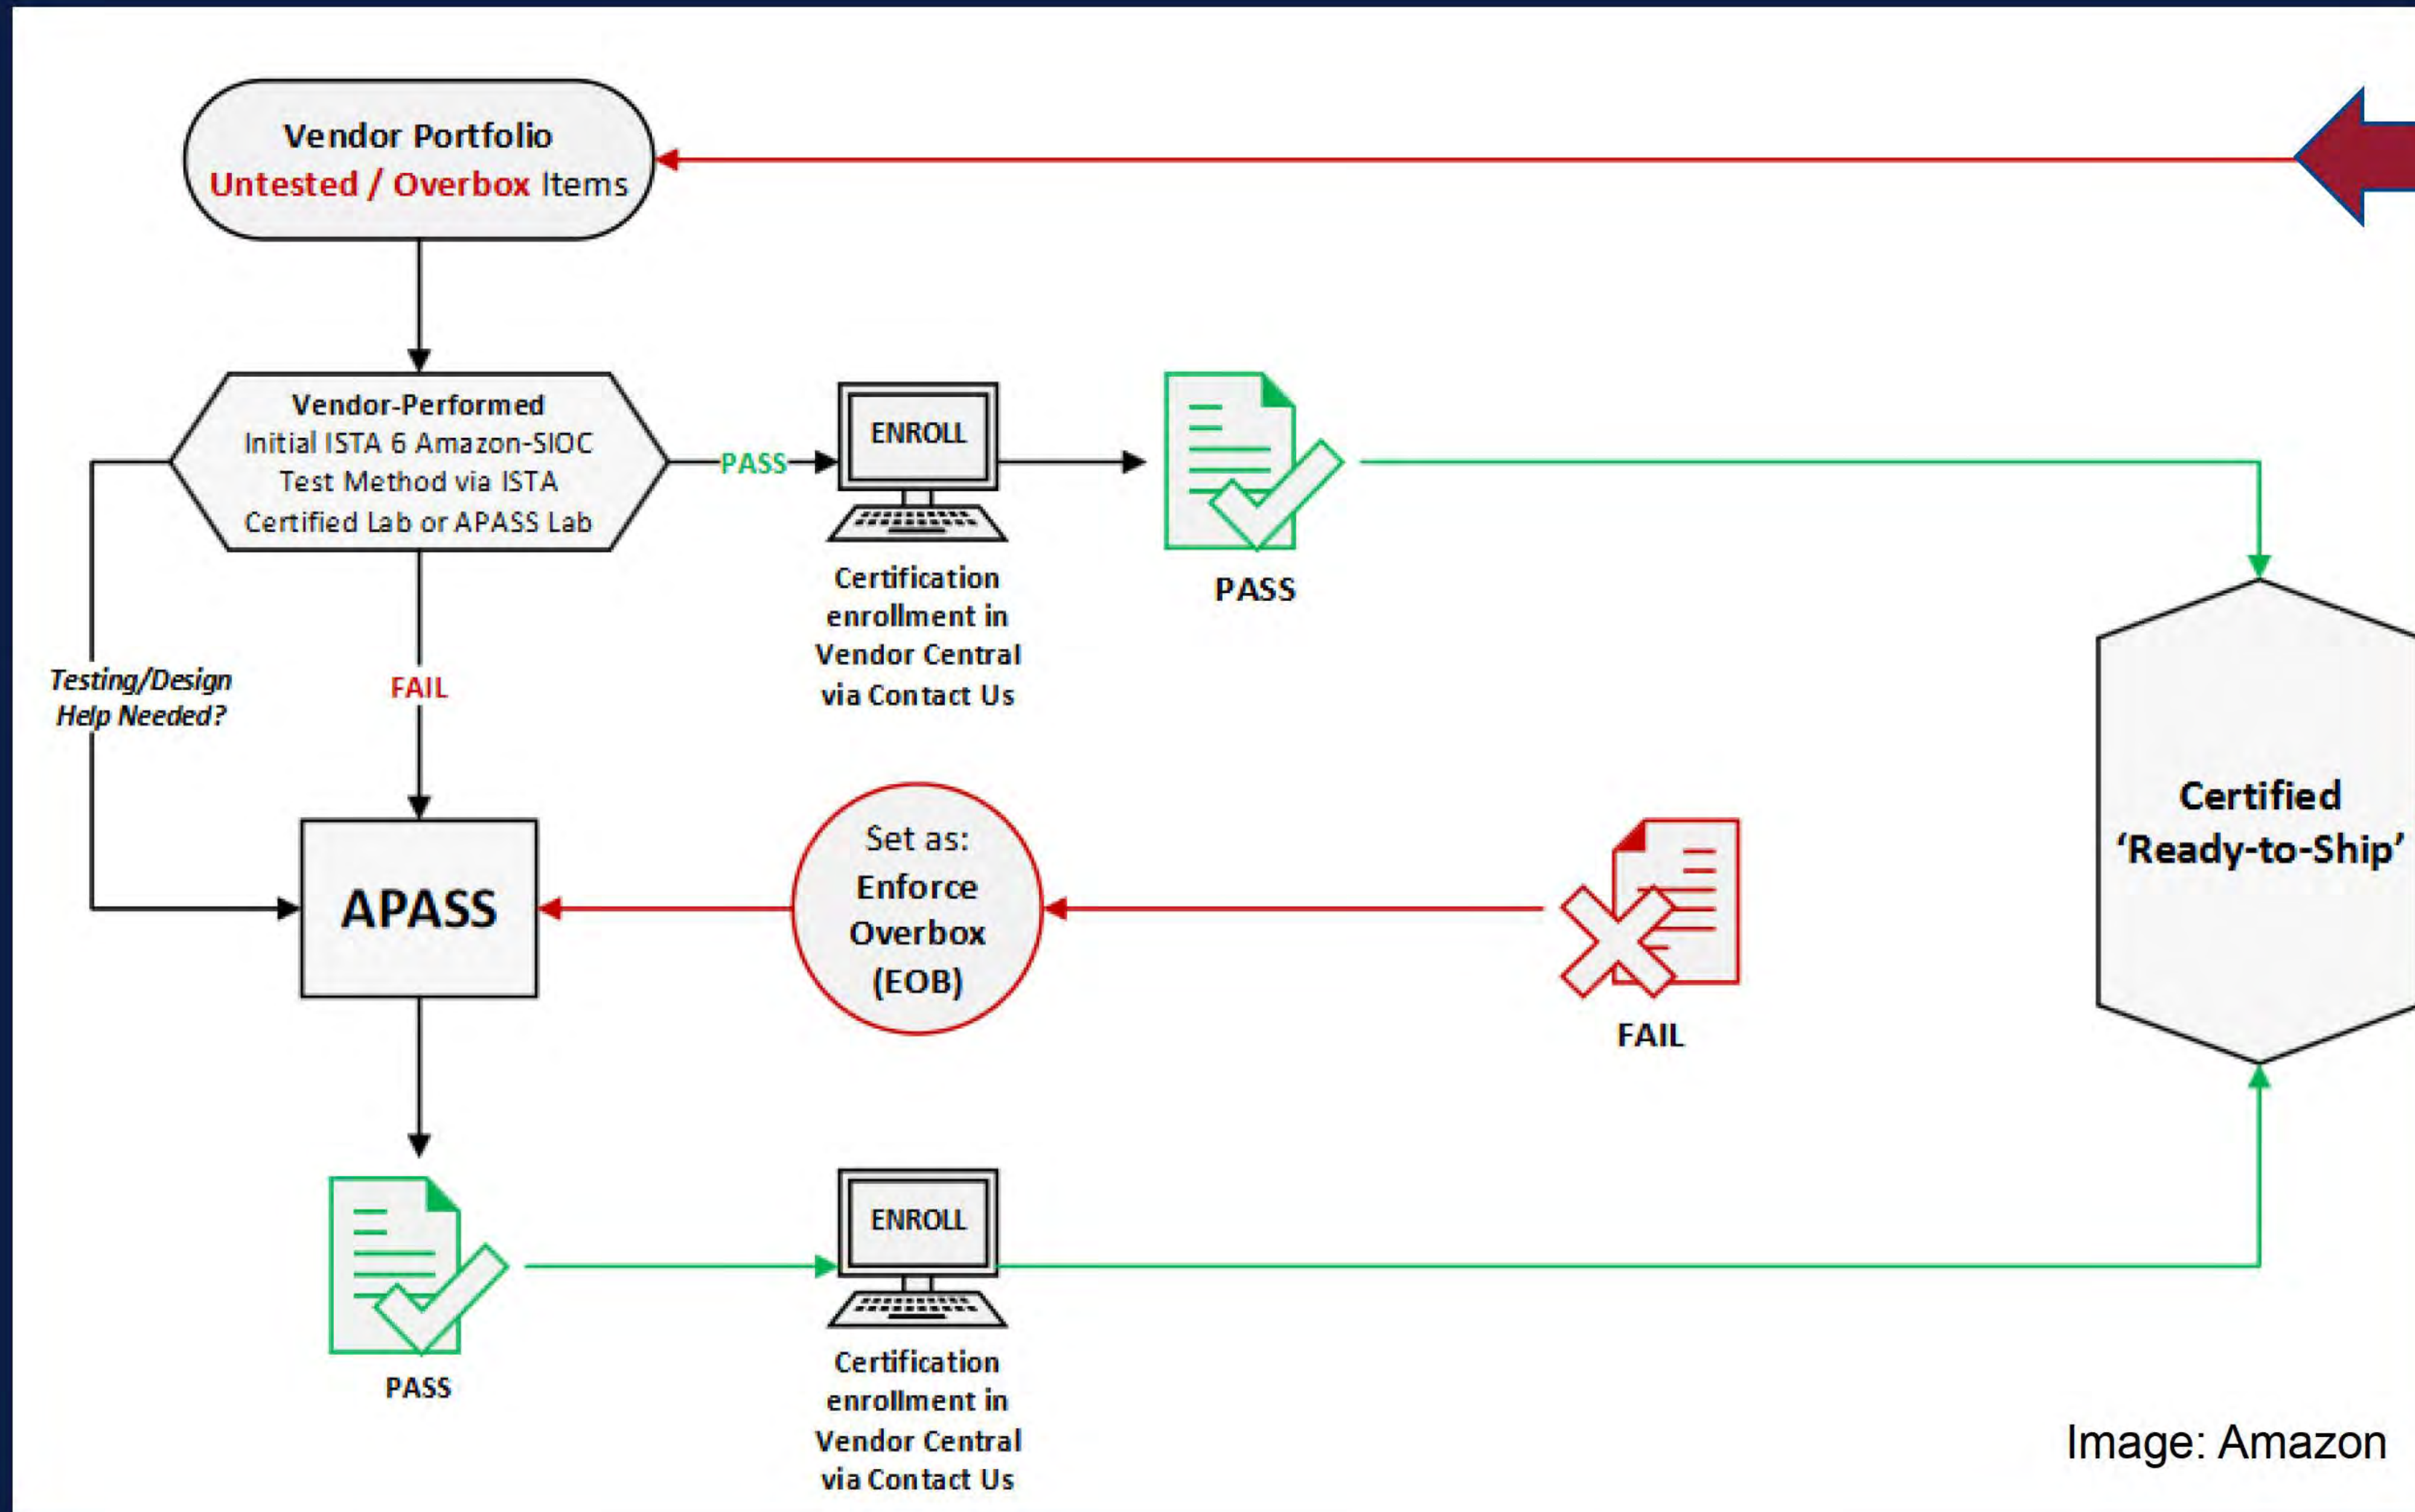 Vendor Portfolio
Untested / Overbox Items
Vendor-Performed
Initial ISTA 6 Amazon-SIOC
Test Method via ISTA
Certified Lab or APASS Lab
PASS
ENROLL
Certification
enrollment in
Vendor Central
via Contact Us
PASS
Testing/Design
Help Needed?
FAIL
APASS
Set as:
Enforce
Overbox
(EOB)
FAIL
Certified
‘Ready-to-Ship’
PASS
ENROLL
Certification
enrollment in
Vendor Central
via Contact Us
Image: Amazon